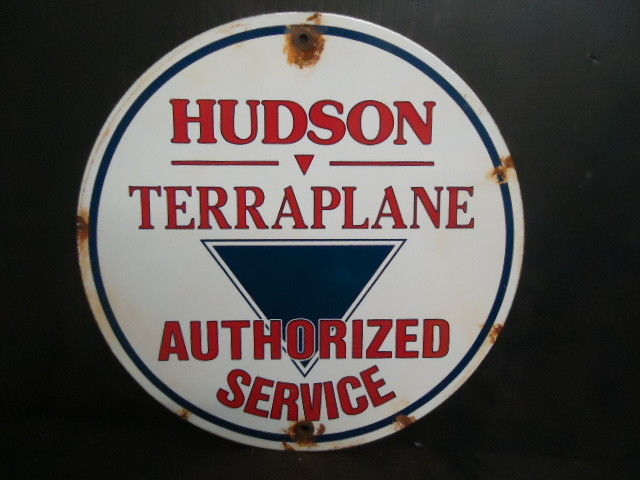 HUDSON
TERRAPLANE
AUTHORIZED
SERVICE